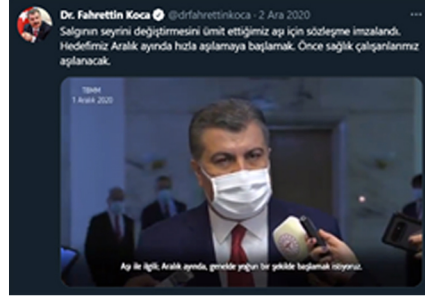 Dr. Fahrettin Koca @drfahrettinkoca · 2 Ara 2020
Salgının seyrini değiştirmesini ümit ettiğimiz aşı için sözleşme imzalandı.
Hedefimiz Aralık ayında hızla aşılamaya başlamak. Önce sağlık çalışanlarımız
aşılanacak.
TBMM
1 Aralık 2020
Aşı ile ilgili; Aralık ayında, genelde yoğun bir şekilde başlamak istiyoruz.